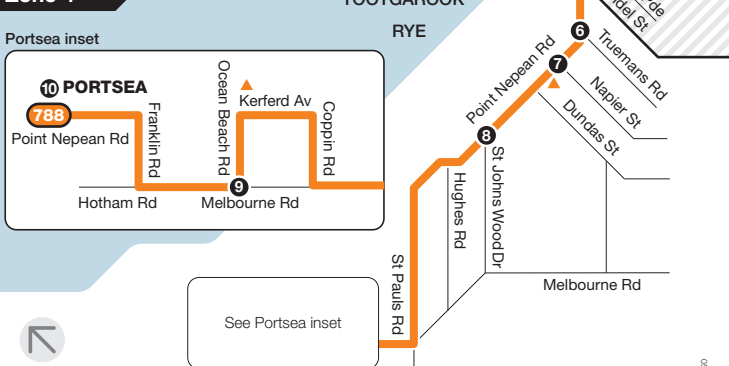 TOOTGAROOK
RYE
Portsea inset
10 PORTSEA
788
Point Nepean Rd
Franklin Rd
Hotham Rd
Ocean Beach Rd
Kerferd Av
Coppin Rd
9
Melbourne Rd
6
Truemans Rd
7
Point Nepean Rd
Napier St
Dundas St
8
St Johns Wood Dr
Hughes Rd
St Pauls Rd
Melbourne Rd
See Portsea inset